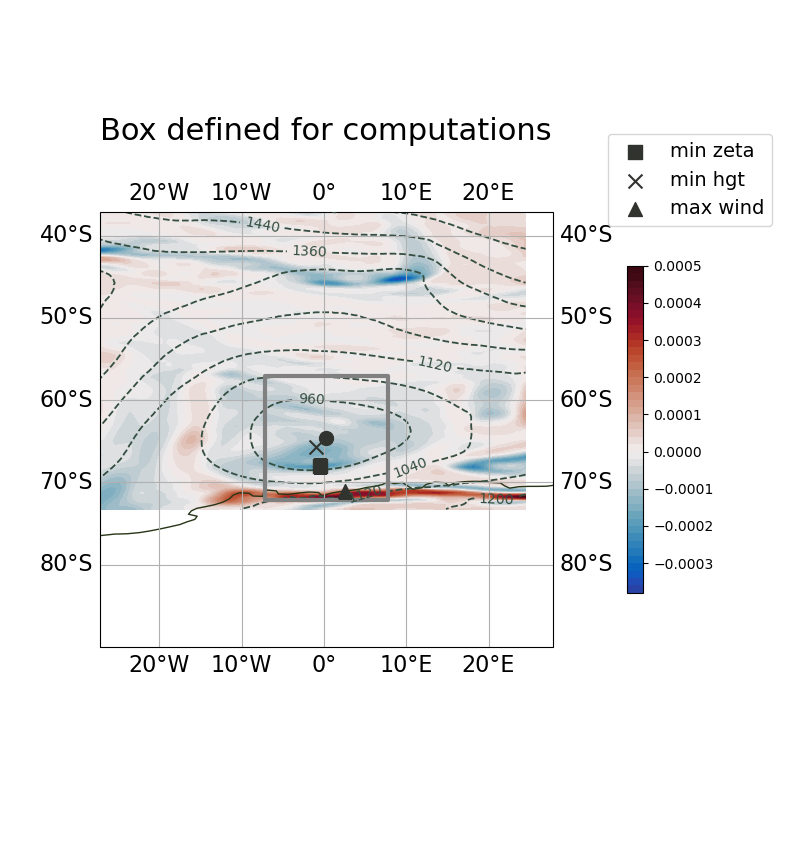 Box defined for computations
min zeta
min hgt
max wind
20°W 10°W 0° 10°E 20°E
40°S 40°S
50°S 50°S
60°S 60°S
70°S 70°S
80°S 80°S
1440
1360
1120
960
1040
1200
20°W 10°W 0° 10°E 20°E
0.0005
0.0004
0.0003
0.0002
0.0001
0.0000
−0.0001
−0.0002
−0.0003